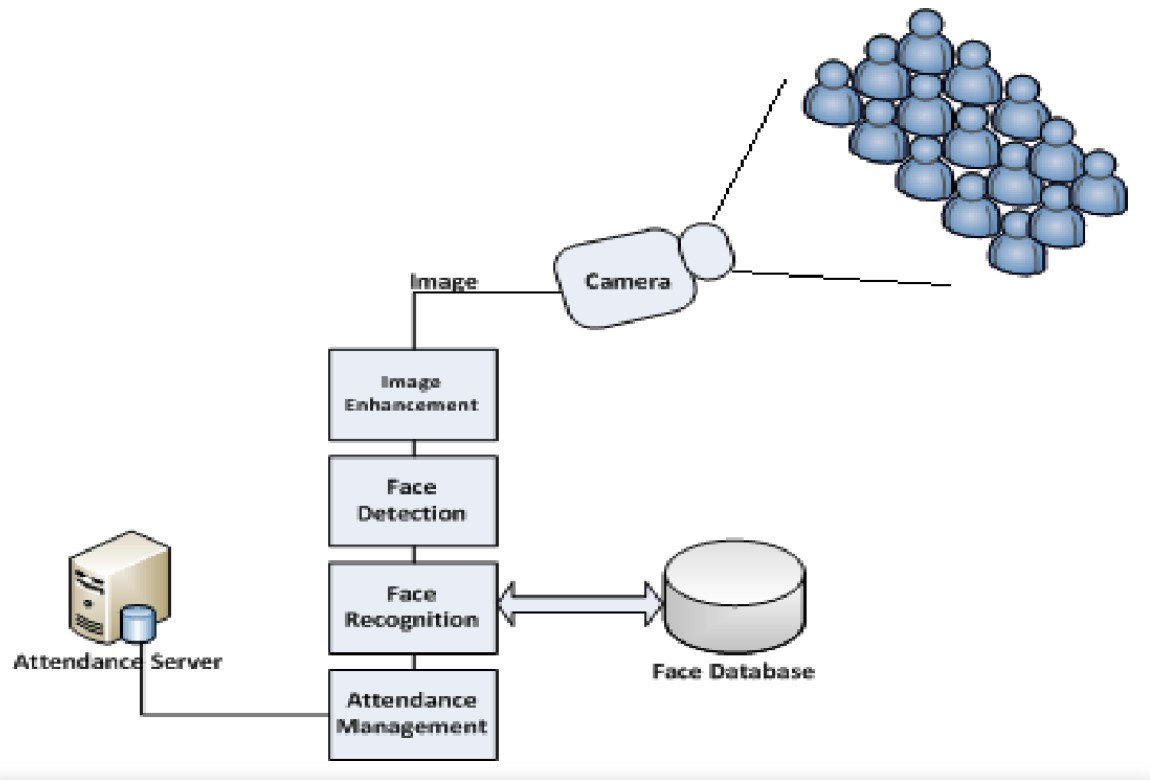 Image
Camera
Image
Enhancement
Face
Detection
Face
Recognition
Attendance Server
Face Database
Attendance
Management